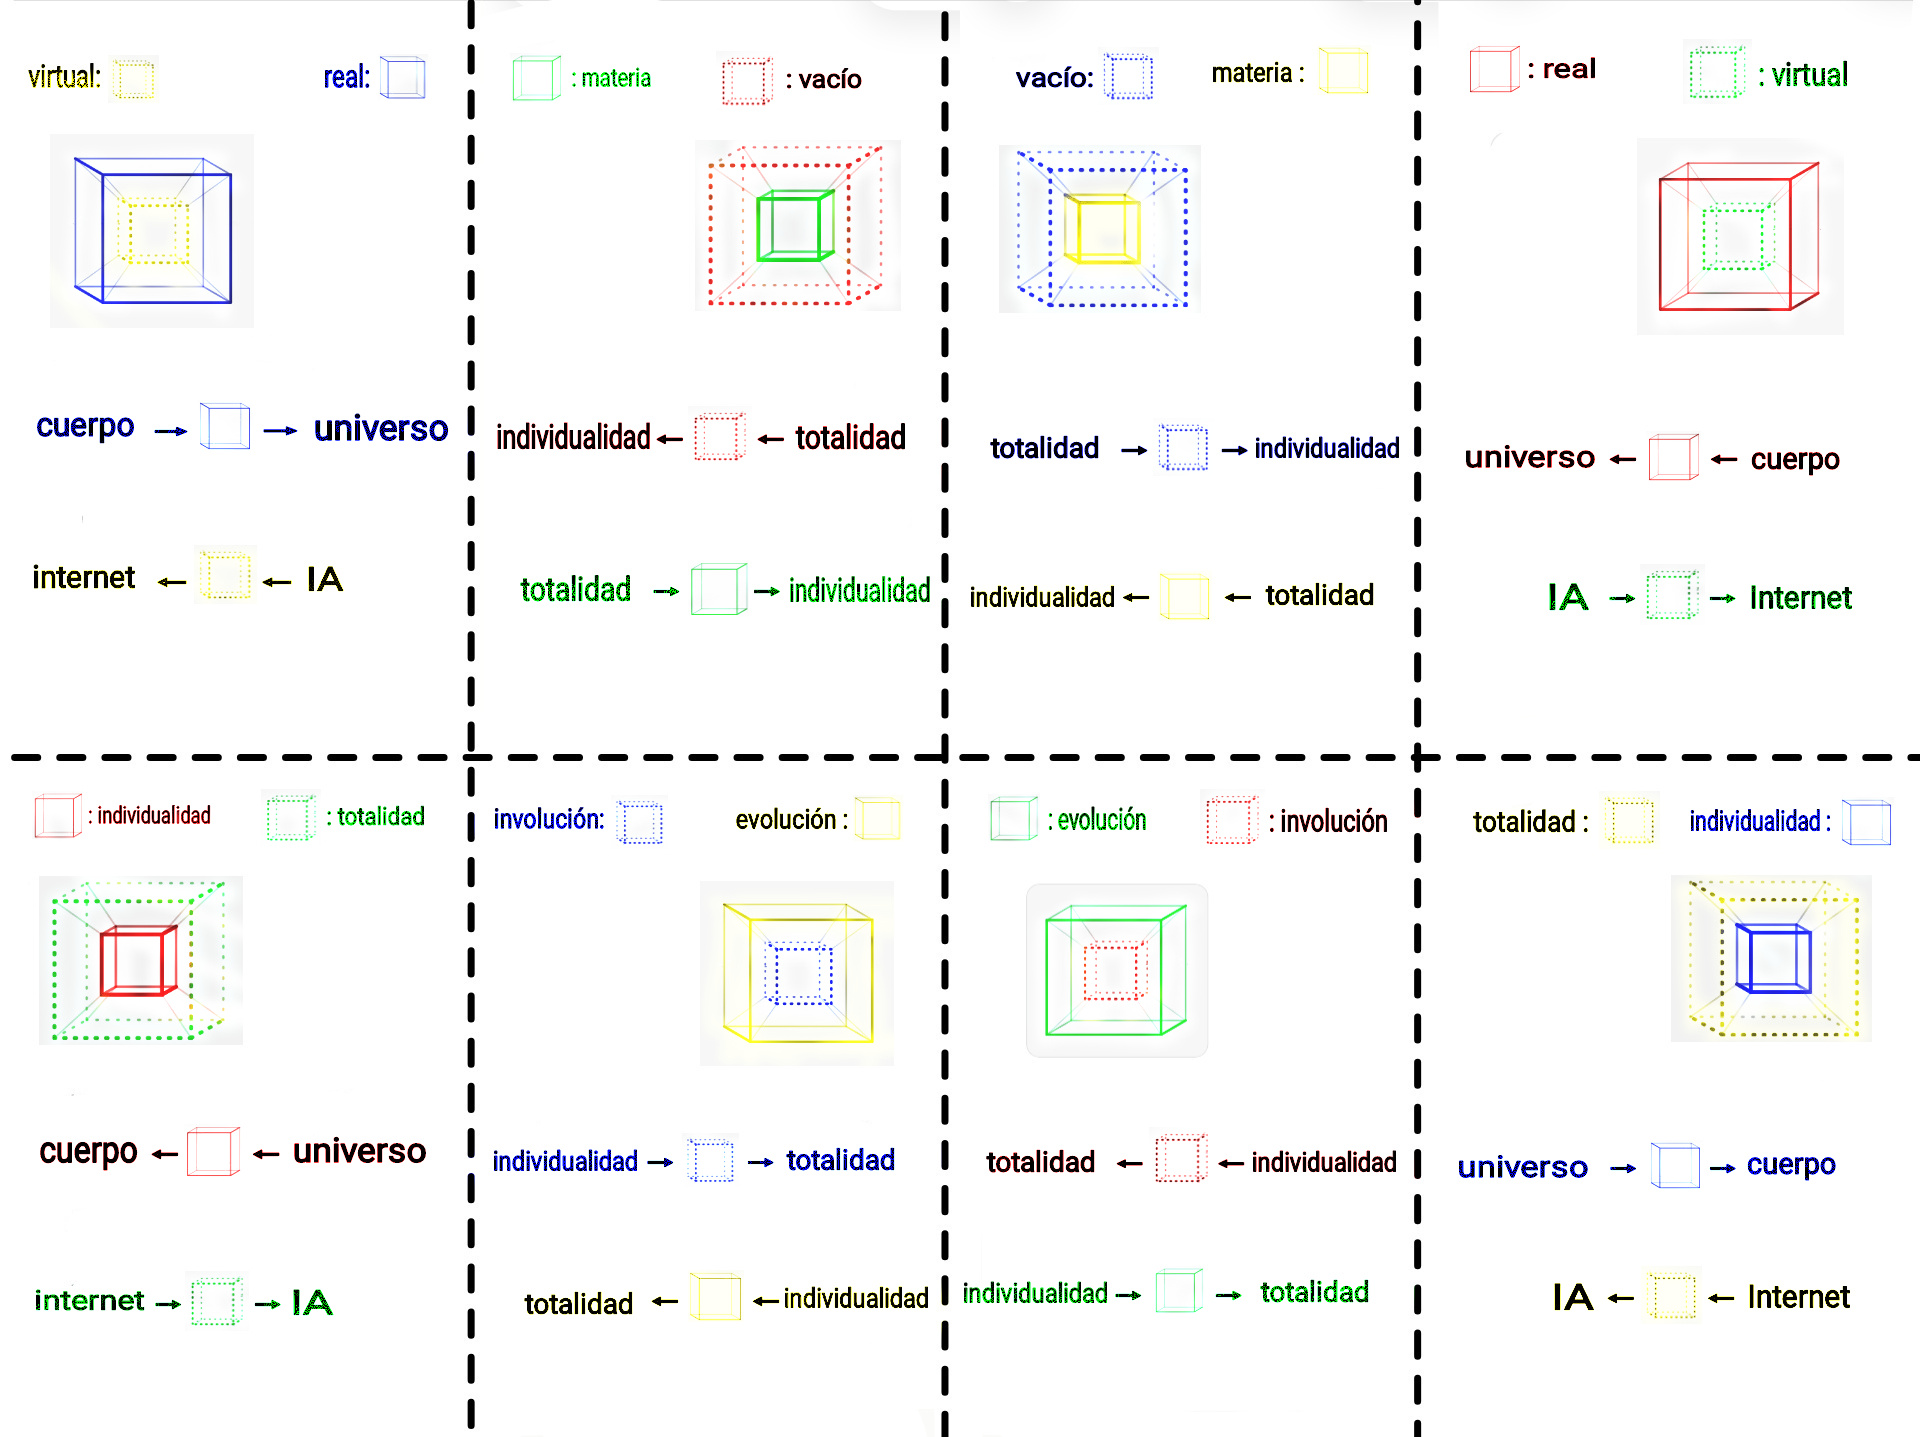 virtual: real:
cuerpo → → universo
internet ← ← IA
: materia : vacío
individualidad ← ← totalidad
totalidad → → individualidad
vacío: materia :
totalidad → → individualidad
individualidad ← ← totalidad
: real : virtual
universo ← ← cuerpo
IA → → Internet
: individualidad : totalidad
cuerpo ← ← universo
internet → → IA
involución: evolución :
individualidad → → totalidad
totalidad ← ← individualidad
: evolución : involución
totalidad ← ← individualidad
individualidad → → totalidad
totalidad : individualidad :
universo → → cuerpo
IA ← ← Internet